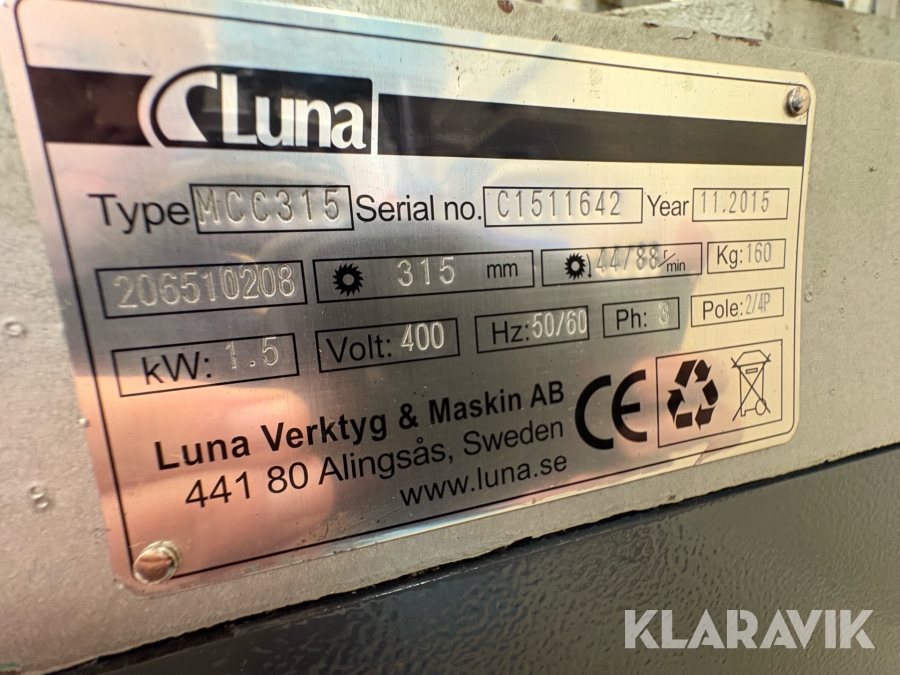 Luna
Type MCC315 Serial no. C1511642 Year 11.2015
206510208 315 mm 44/88 r/min Kg: 160
kW: 1.5 Volt: 400 Hz: 50/60 Ph: 3 Pole: 2/4P
Luna Verktyg & Maskin AB
441 80 Alingsås, Sweden
www.luna.se
CE
KLARAVIK